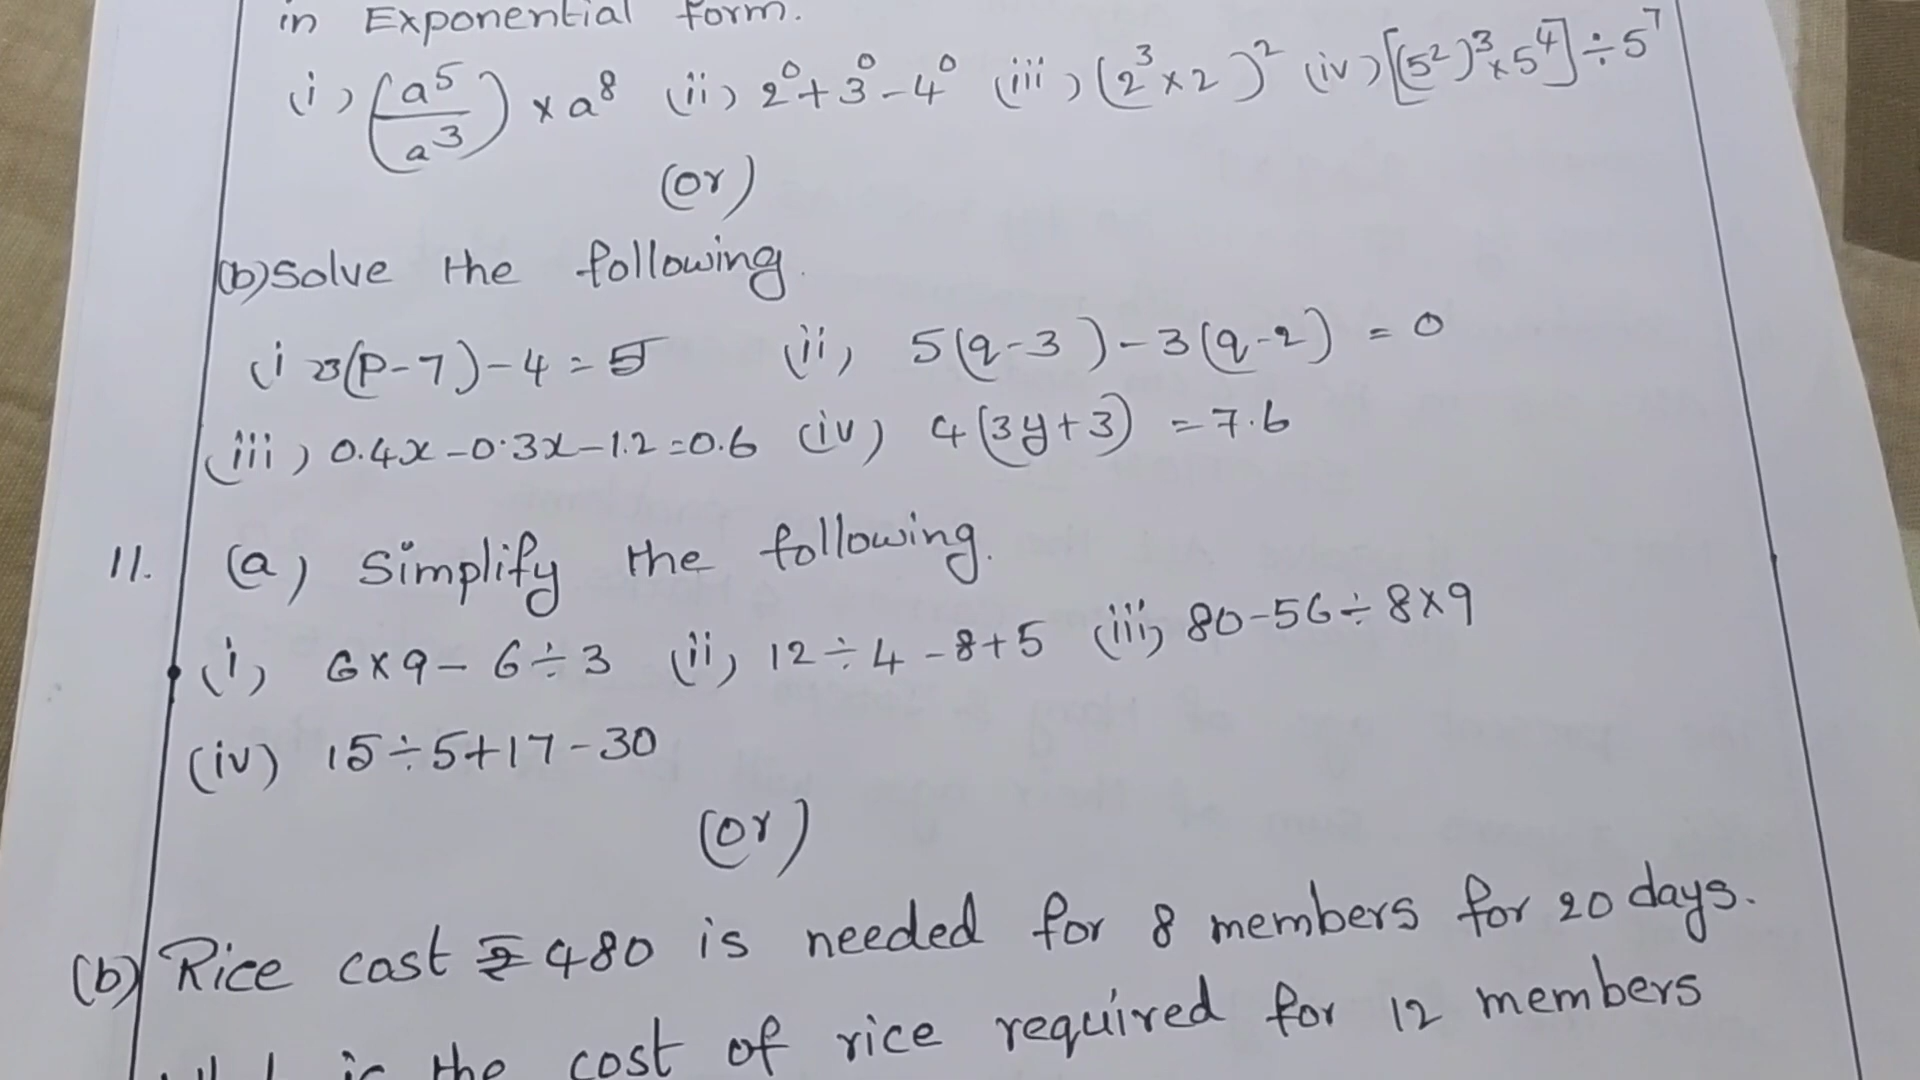 in Exponential form.
(i) (a⁵/a³) × a⁸ (ii) 2⁰+3⁰-4⁰ (iii) (2³×2)² (iv) [(5²)³×5⁴]÷5⁷
(or)
(b) Solve the following.
(i 3(p-7)-4=5 (ii) 5(q-3)-3(q-2)=0
(iii) 0.4x-0.3x-1.2=0.6 (iv) 4(3y+3)=7.6
11. (a) Simplify the following.
(i) 6×9-6÷3 (ii) 12÷4-8+5 (iii) 80-56÷8×9
(iv) 15÷5+17-30
(or)
(b) Rice cost ₹ 480 is needed for 8 members for 20 days.
is the cost of rice required for 12 members